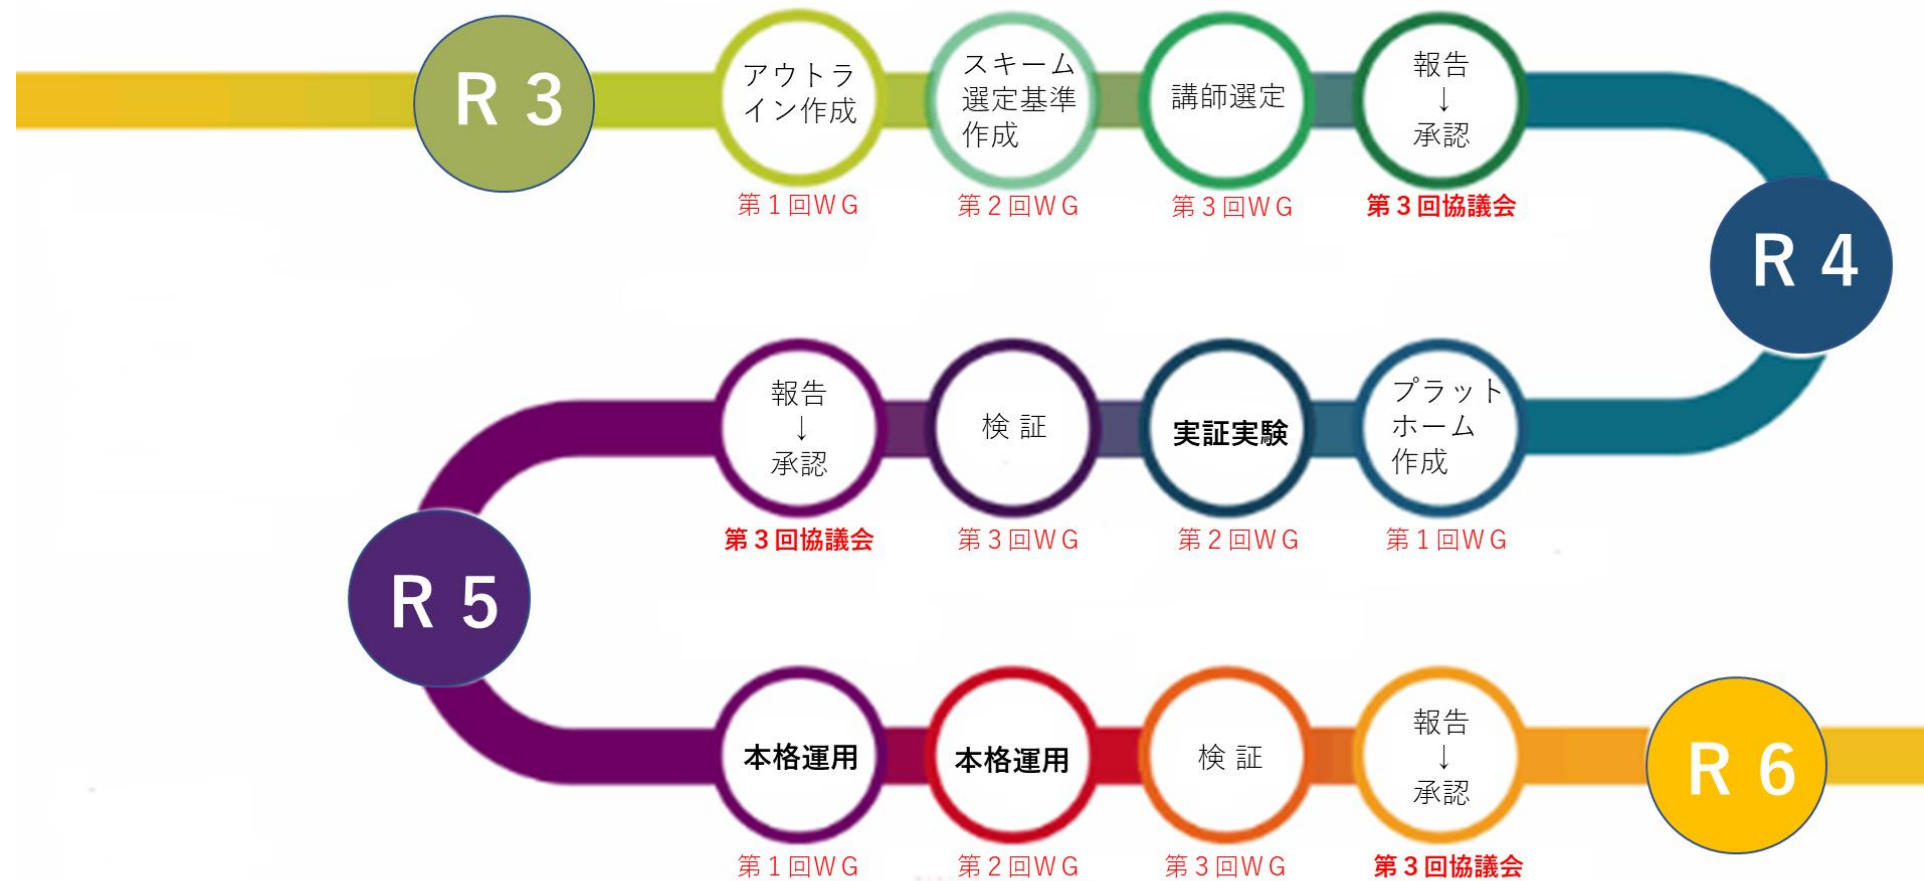 R 3
アウトラ
イン作成
第1回WG
スキーム
選定基準
作成
第2回WG
講師選定
第3回WG
報告
↓
承認
第3回協議会
R 4
プラット
ホーム
作成
第1回WG
実証実験
第2回WG
検 証
第3回WG
報告
↓
承認
第3回協議会
R 5
本格運用
第1回WG
本格運用
第2回WG
検 証
第3回WG
報告
↓
承認
第3回協議会
R 6